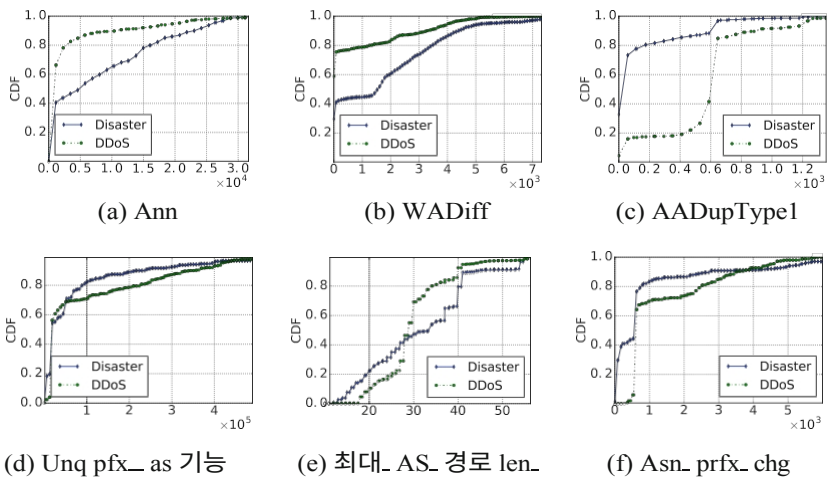 1.0 0.8 0.6 0.4 0.2 0.0
CDF
Disaster
DDoS
0.0 0.5 1.0 1.5 2.0 2.5 3.0
×10⁴
(a) Ann
1.0 0.8 0.6 0.4 0.2
CDF
Disaster
DDoS
0 1 2 3 4 5 6 7
×10³
(b) WADiff
1.0 0.8 0.6 0.4 0.2
CDF
Disaster
DDoS
0.0 0.2 0.4 0.6 0.8 1.0 1.2
×10³
(c) AADupType1
0.8 0.6 0.4 0.2 0.0
CDF
Disaster
DDoS
1 2 3 4
×10⁵
(d) Unq pfx_ as 기능
0.8 0.6 0.4 0.2 0.0
CDF
Disaster
DDoS
20 30 40 50
(e) 최대_ AS_ 경로 len_
1.0 0.8 0.6 0.4 0.2 0.0
CDF
Disaster
DDoS
0 1 2 3 4 5 6
×10³
(f) Asn_ prfx_ chg